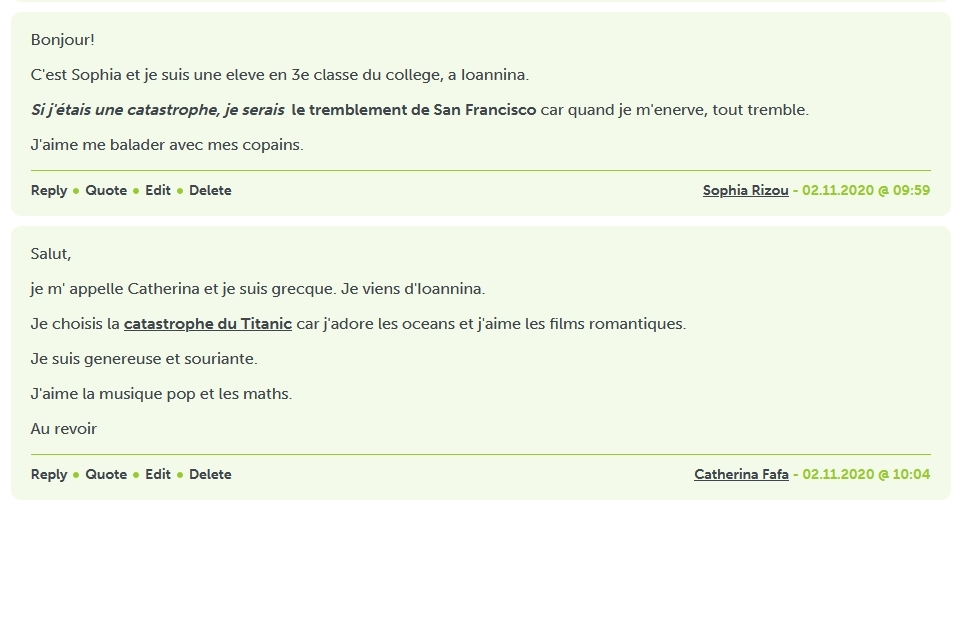 Bonjour!
C'est Sophia et je suis une eleve en 3e classe du college, a Ioannina.
Si j'étais une catastrophe, je serais le tremblement de San Francisco car quand je m'enerve, tout tremble.
J'aime me balader avec mes copains.
Reply • Quote • Edit • Delete Sophia Rizou - 02.11.2020 @ 09:59
Salut,
je m' appelle Catherina et je suis grecque. Je viens d'Ioannina.
Je choisis la catastrophe du Titanic car j'adore les oceans et j'aime les films romantiques.
Je suis genereuse et souriante.
J'aime la musique pop et les maths.
Au revoir
Reply • Quote • Edit • Delete Catherina Fafa - 02.11.2020 @ 10:04